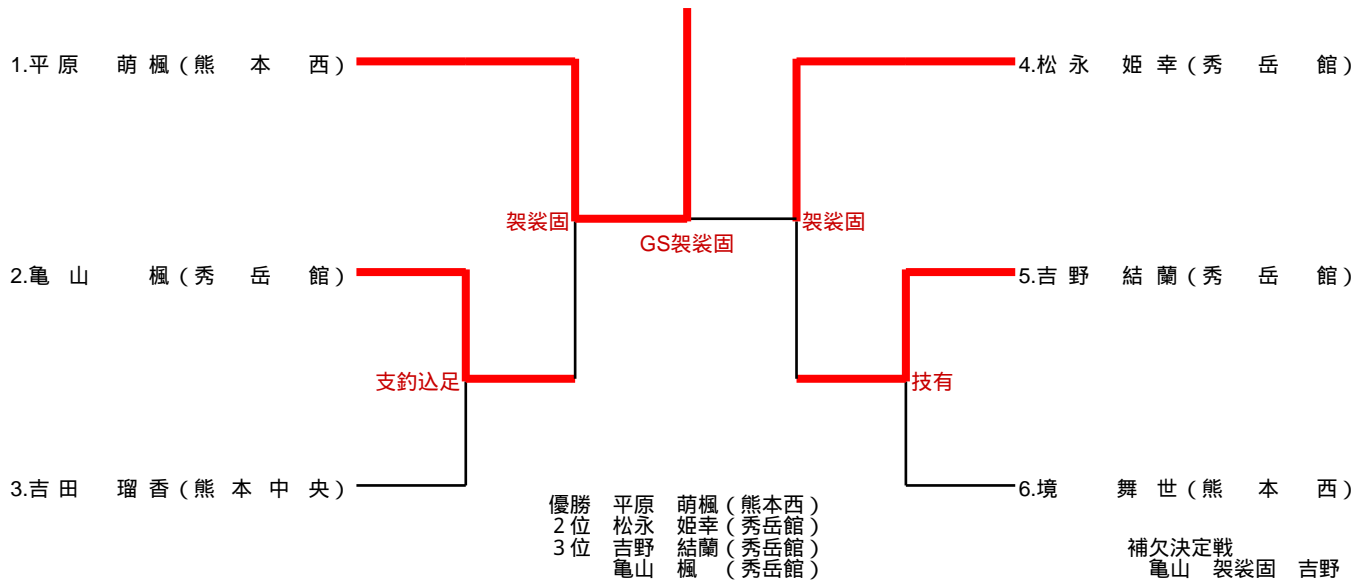 1.平原 萌楓(熊本西)
4.松永 姫幸(秀岳館)
袈裟固
GS袈裟固
袈裟固
2.亀山 楓(秀岳館)
5.吉野 結蘭(秀岳館)
支釣込足
技有
3.吉田 瑠香(熊本中央)
6.境 舞世(熊本西)
優勝 平原 萌楓(熊本西)
2位 松永 姫幸(秀岳館)
3位 吉野 結蘭(秀岳館)
亀山 楓 (秀岳館)
補欠決定戦
亀山 袈裟固 吉野